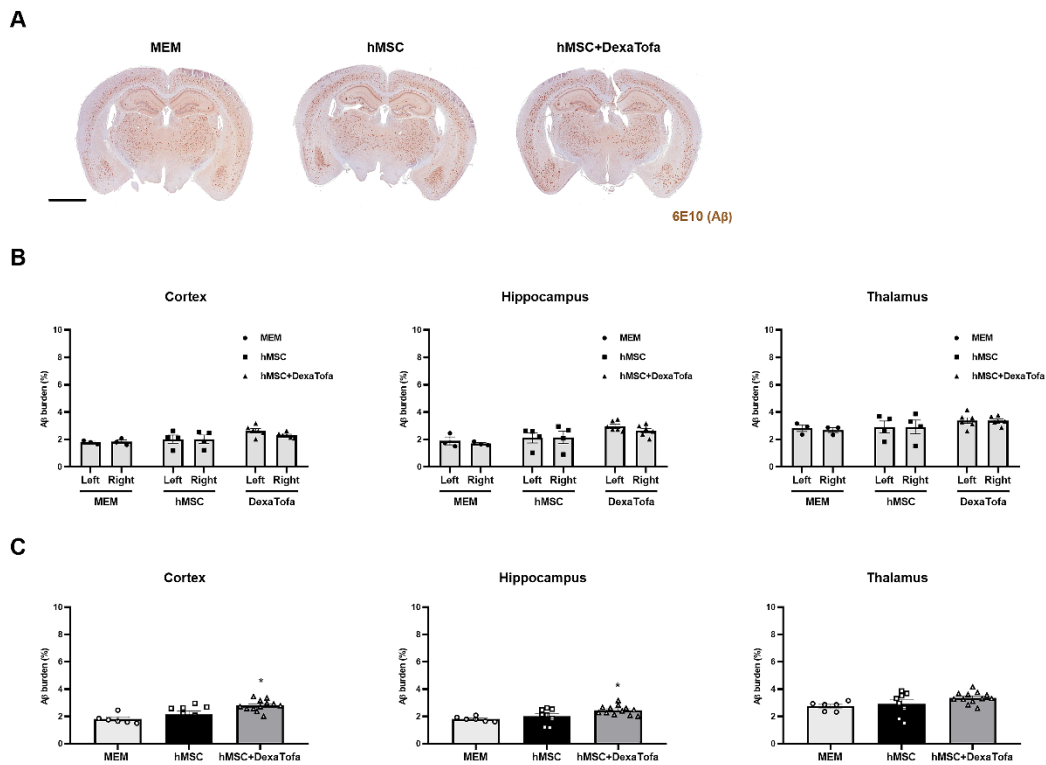 A
MEM hMSC hMSC+DexaTofa
6E10 (Aβ)
B
Cortex Hippocampus Thalamus
10 8 6 4 2 0
Aβ burden (%)
MEM
hMSC
hMSC+DexaTofa
Left Right Left Right Left Right
MEM hMSC DexaTofa
10 8 6 4 2 0
Aβ burden (%)
MEM
hMSC
hMSC+DexaTofa
Left Right Left Right Left Right
MEM hMSC DexaTofa
10 8 6 4 2 0
Aβ burden (%)
MEM
hMSC
hMSC+DexaTofa
Left Right Left Right Left Right
MEM hMSC DexaTofa
C
Cortex Hippocampus Thalamus
10 8 6 4 2 0
Aβ burden (%)
*
MEM hMSC hMSC+DexaTofa
10 8 6 4 2 0
Aβ burden (%)
*
MEM hMSC hMSC+DexaTofa
10 8 6 4 2 0
Aβ burden (%)
MEM hMSC hMSC+DexaTofa